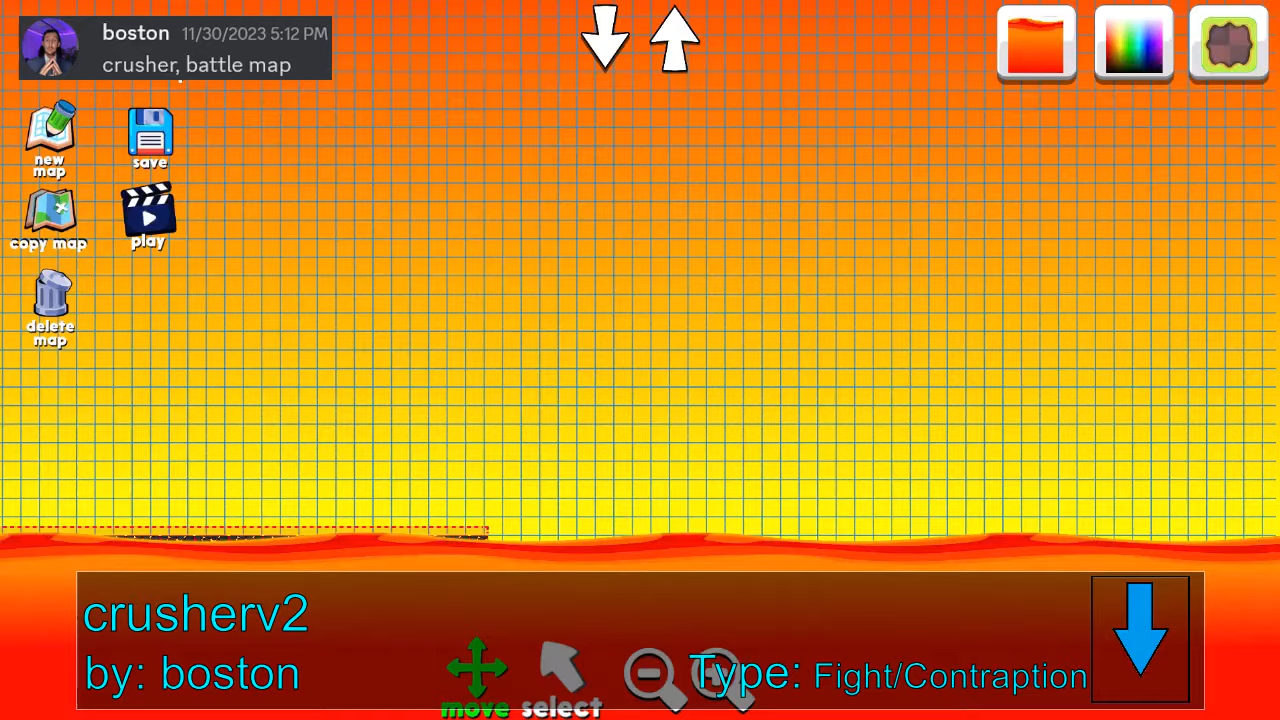 boston 11/30/2023 5:12 PM
crusher, battle map
new
map
save
copy map
play
delete
map
crusherv2
by: boston
Type: Fight/Contraption
move select